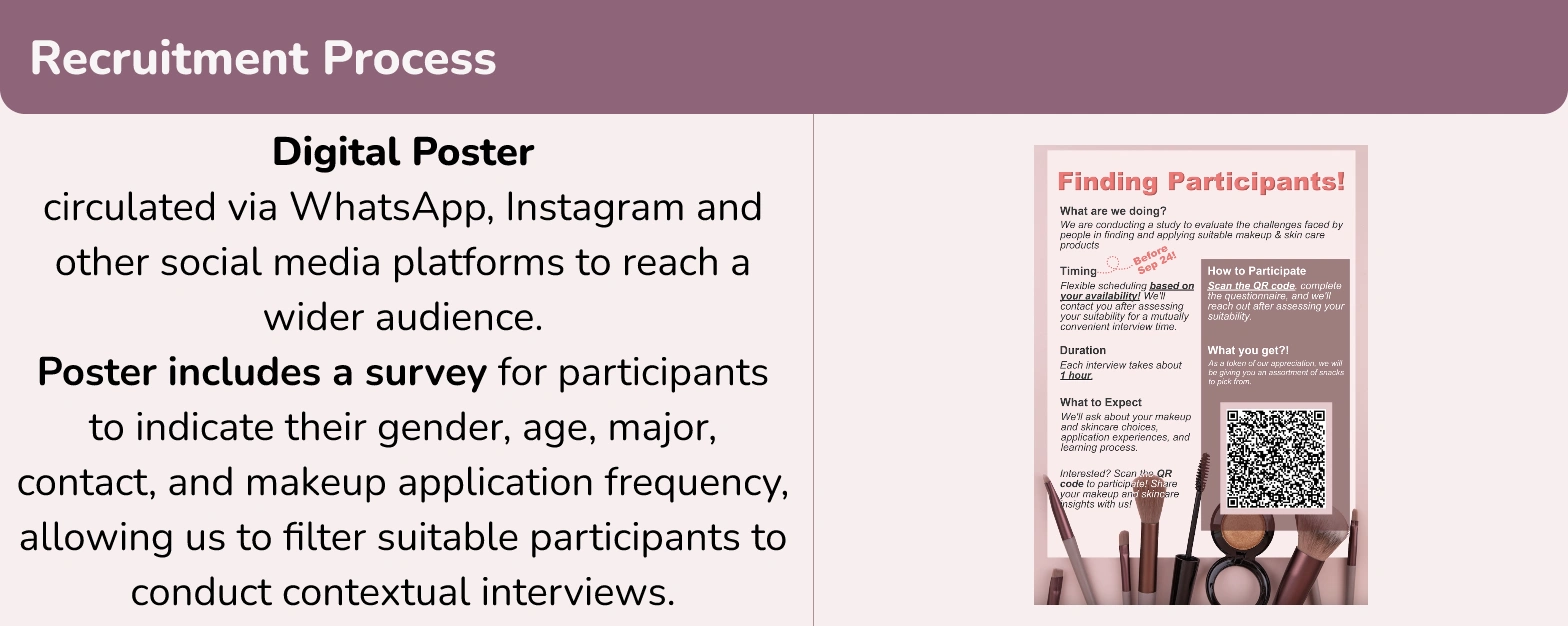 Recruitment Process
Digital Poster
circulated via WhatsApp, Instagram and
other social media platforms to reach a
wider audience.
Poster includes a survey for participants
to indicate their gender, age, major,
contact, and makeup application frequency,
allowing us to filter suitable participants to
conduct contextual interviews.
Finding Participants!
What are we doing?
We are conducting a study to evaluate the challenges faced by
people in finding and applying suitable makeup & skin care
products
Before
Sep 24!
Timing
Flexible scheduling based on
your availability! We'll
contact you after assessing
your suitability for a mutually
convenient interview time.
Duration
Each interview takes about
1 hour.
What to Expect
We'll ask about your makeup
and skincare choices,
application experiences, and
learning process.
Interested? Scan the QR
code to participate! Share
your makeup and skincare
insights with us!
How to Participate
Scan the QR code, complete
the questionnaire, and we'll
reach out after assessing your
suitability.
What you get?!
As a token of our appreciation, we will
be giving you an assortment of snacks
to pick from.